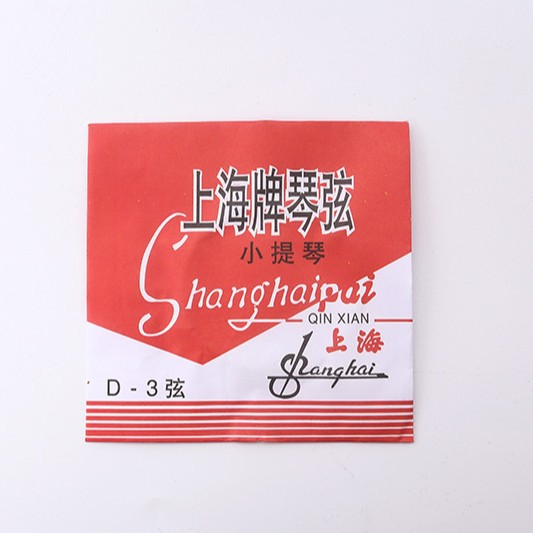 上海牌琴弦
小提琴
Shanghaipai
QIN XIAN
上海
Shanghai
D - 3弦